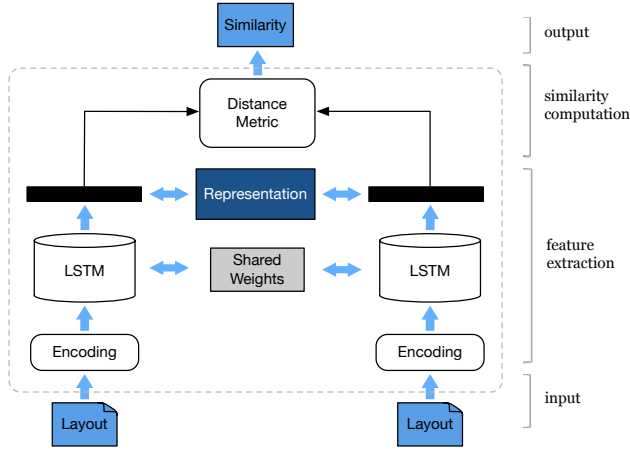 Similarity
output
Distance
Metric
similarity
computation
Representation
LSTM
Shared
Weights
LSTM
feature
extraction
Encoding
Encoding
Layout
Layout
input